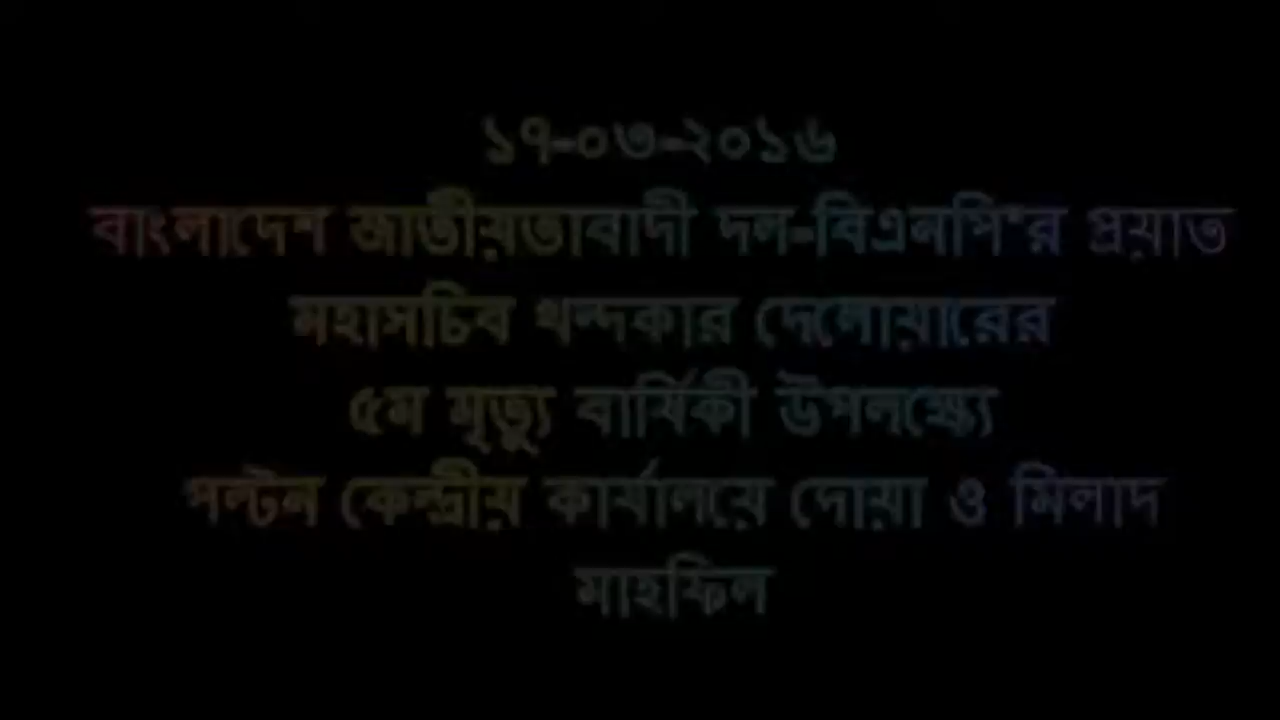 ১৭-০৩-২০১৬
বাংলাদেশ জাতীয়তাবাদী দল-বিএনপি'র প্রয়াত
মহাসচিব খন্দকার দেলোয়ারের
৫ম মৃত্যু বার্ষিকী উপলক্ষ্যে
পল্টন কেন্দ্রীয় কার্যালয়ে দোয়া ও মিলাদ
মাহফিল